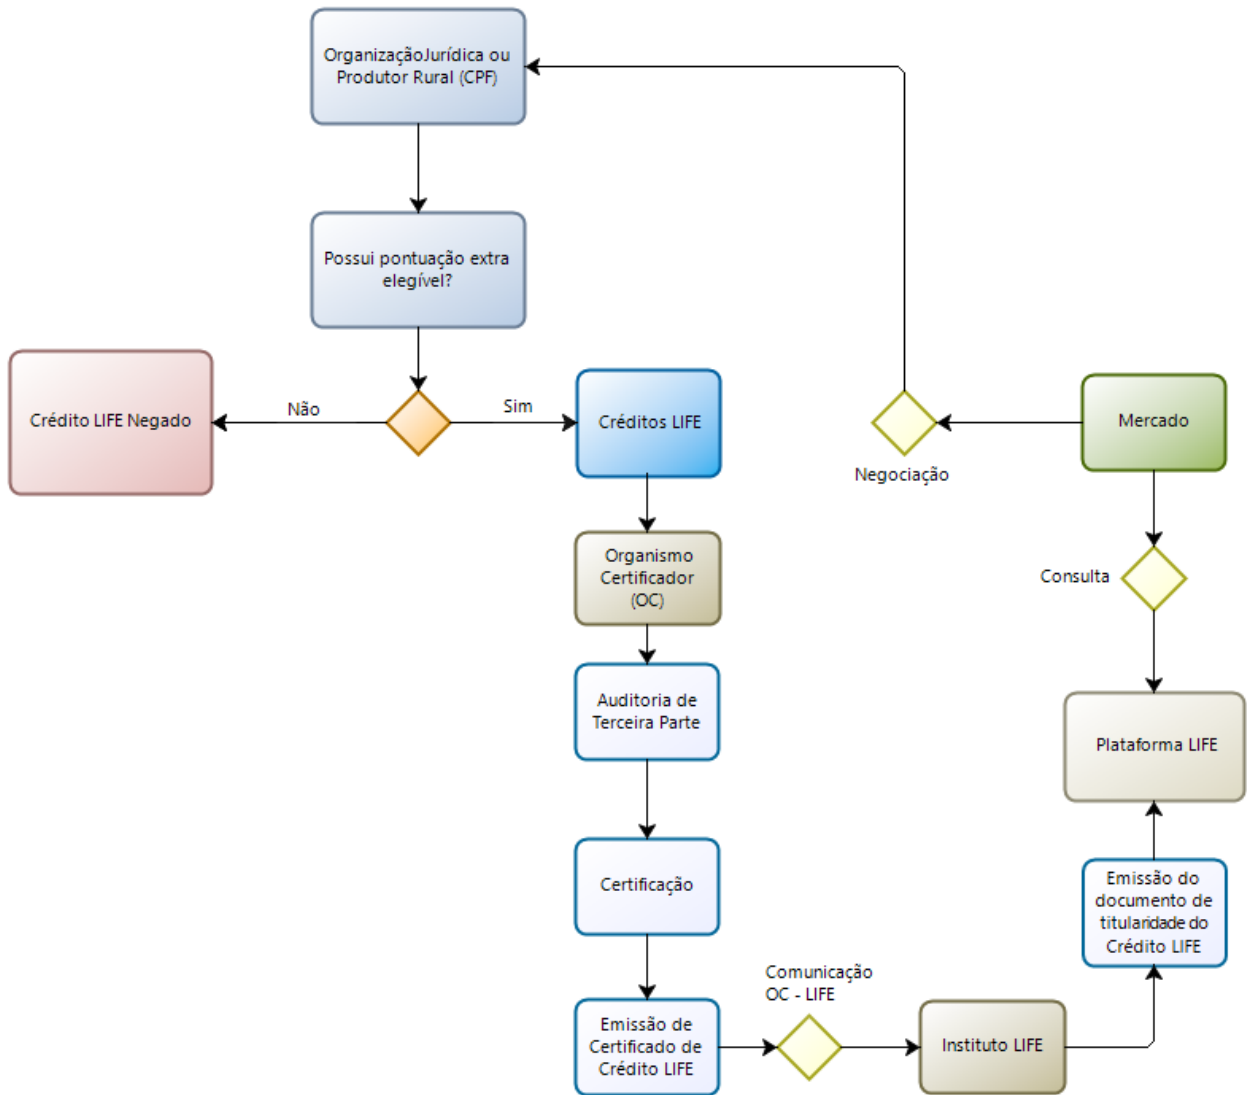 OrganizaçãoJurídica ou
Produtor Rural (CPF)
Possui pontuação extra
elegível?
Crédito LIFE Negado
Não
Sim
Créditos LIFE
Negociação
Mercado
Organismo
Certificador
(OC)
Consulta
Auditoria de
Terceira Parte
Plataforma LIFE
Certificação
Emissão do
documento de
titularidade do
Crédito LIFE
Comunicação
OC - LIFE
Emissão de
Certificado de
Crédito LIFE
Instituto LIFE